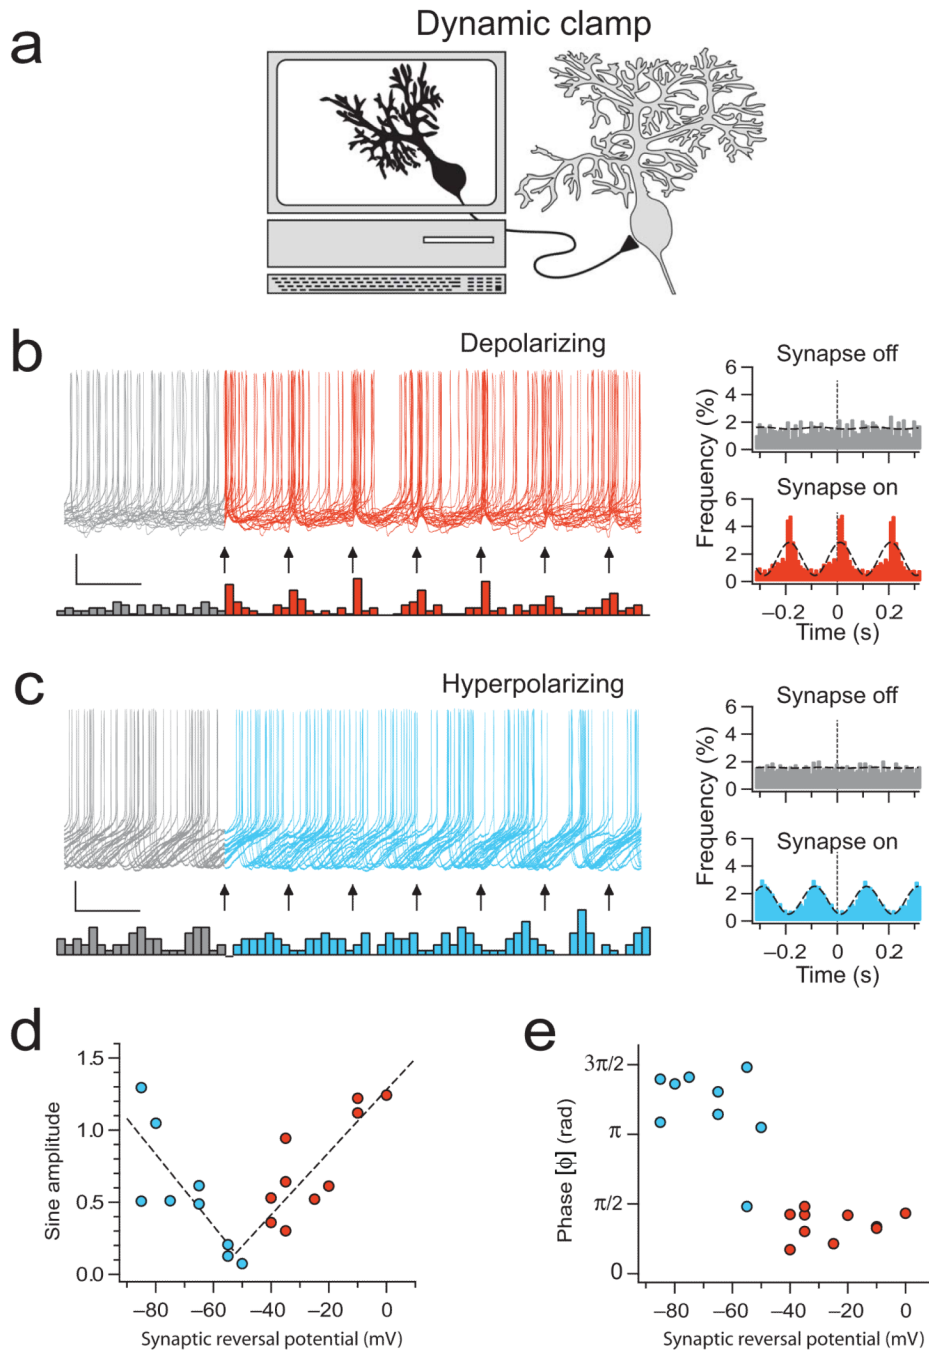 a
Dynamic clamp
b
Depolarizing
Synapse off
6
4
2
0
Synapse on
6
4
2
0
Frequency (%)
−0.2 0 0.2
Time (s)
c
Hyperpolarizing
Synapse off
6
4
2
0
Synapse on
6
4
2
0
Frequency (%)
−0.2 0 0.2
Time (s)
d
1.5
1.0
0.5
0.0
Sine amplitude
−80 −60 −40 −20 0
Synaptic reversal potential (mV)
e
3π/2
π
π/2
0
Phase [ϕ] (rad)
−80 −60 −40 −20 0
Synaptic reversal potential (mV)